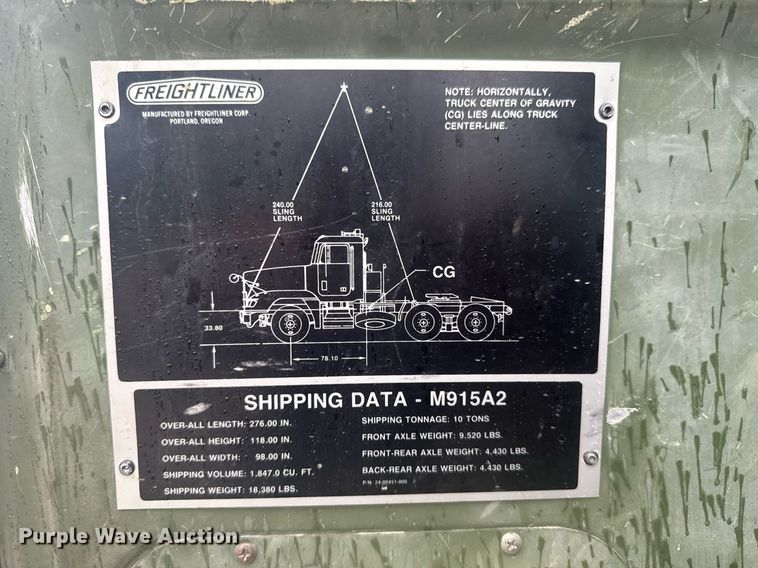 FREIGHTLINER
MANUFACTURED BY FREIGHTLINER CORP.
PORTLAND, OREGON
NOTE: HORIZONTALLY,
TRUCK CENTER OF GRAVITY
(CG) LIES ALONG TRUCK
CENTER-LINE.
240.00
SLING
LENGTH
216.00
SLING
LENGTH
CG
33.80
78.10
SHIPPING DATA - M915A2
OVER-ALL LENGTH: 276.00 IN.
OVER-ALL HEIGHT: 118.00 IN.
OVER-ALL WIDTH: 98.00 IN.
SHIPPING VOLUME: 1,847.0 CU. FT.
SHIPPING WEIGHT: 18,380 LBS.
SHIPPING TONNAGE: 10 TONS
FRONT AXLE WEIGHT: 9,520 LBS.
FRONT-REAR AXLE WEIGHT: 4,430 LBS.
BACK-REAR AXLE WEIGHT: 4,430 LBS.
P/N: 24-00451-000
Purple Wave Auction